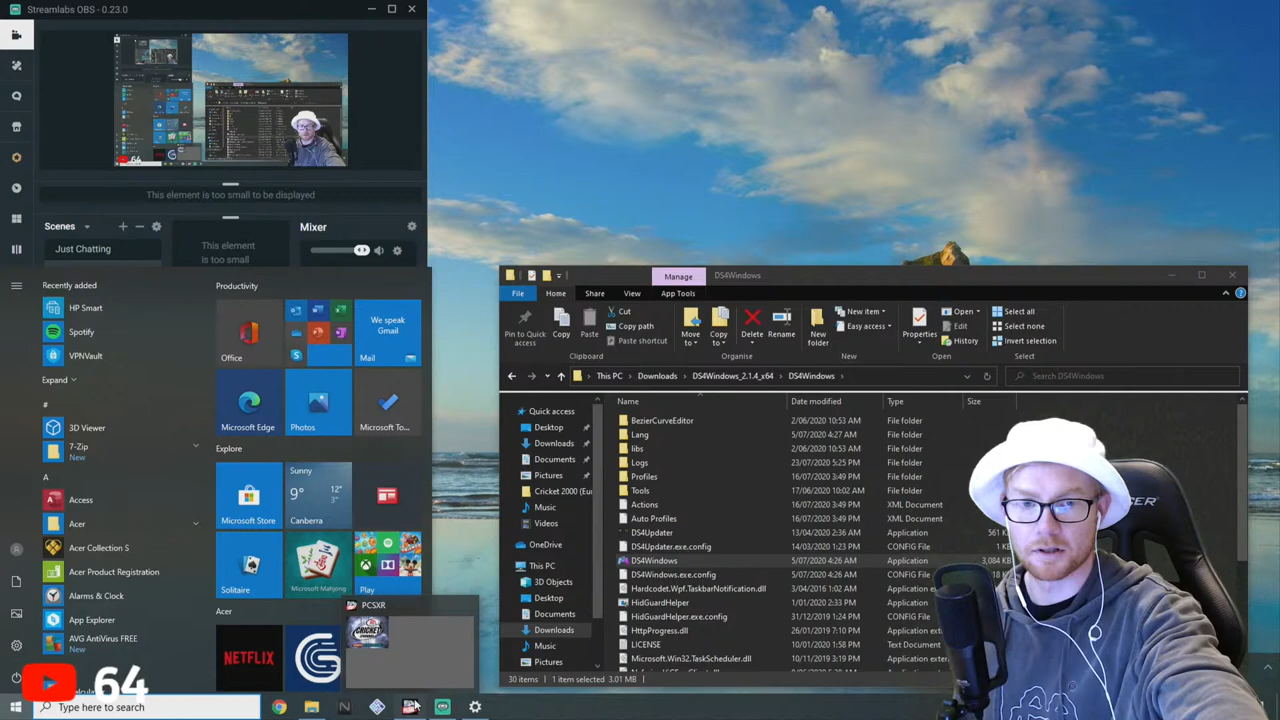 Streamlabs OBS - 0.23.0
This element is too small to be displayed
Scenes
Mixer
Just Chatting
This element
is too small
Recently added
HP Smart
Spotify
VPNVault
Expand
#
3D Viewer
7-Zip
New
A
Access
Acer
Acer Collection S
Acer Product Registration
Alarms & Clock
App Explorer
AVG AntiVirus FREE
New
Productivity
Office
We speak
Gmail
Mail
Microsoft Edge
Photos
Microsoft To...
Explore
Microsoft Store
Sunny
9°
12°
3°
Canberra
Solitaire
Microsoft Mahjong
Play
Acer
NETFLIX
PCSXR
64
Type here to search
Manage
DS4Windows
File
Home
Share
View
App Tools
Pin to Quick
access
Copy
Paste
Cut
Copy path
Paste shortcut
Clipboard
Move
to
Copy
to
Delete
Rename
Organise
New
folder
New item
Easy access
New
Properties
Open
Edit
History
Open
Select all
Select none
Invert selection
Select
This PC
Downloads
DS4Windows_2.1.4_x64
DS4Windows
Search DS4Windows
Name
Date modified
Type
Size
Quick access
Desktop
Downloads
Documents
Pictures
Cricket 2000 (Eu
Music
Videos
OneDrive
This PC
3D Objects
Desktop
Documents
Downloads
Music
Pictures
BezierCurveEditor 2/06/2020 10:53 AM File folder
Lang 5/07/2020 4:27 AM File folder
libs 2/06/2020 10:53 AM File folder
Logs 23/07/2020 5:25 PM File folder
Profiles 16/07/2020 3:49 PM File folder
Tools 17/06/2020 10:02 AM File folder
Actions 16/07/2020 3:49 PM XML Document
Auto Profiles 16/07/2020 3:49 PM XML Document
DS4Updater 13/04/2020 2:36 AM Application 561 K
DS4Updater.exe.config 14/03/2020 1:23 PM CONFIG File 1 K
DS4Windows 5/07/2020 4:26 AM Application 3,084 K
DS4Windows.exe.config 5/07/2020 4:26 AM CONFIG File
Hardcodet.Wpf.TaskbarNotification.dll 3/04/2016 1:02 AM Application exten
HidGuardHelper 1/01/2020 2:33 PM Application
HidGuardHelper.exe.config 31/12/2019 1:34 PM CONFIG File
HttpProgress.dll 26/01/2019 7:10 PM Application
LICENSE 10/01/2020 1:24 PM Text Document
Microsoft.Win32.TaskScheduler.dll 10/11/2019 3:20 PM Application
30 items
1 item selected 3.01 MB